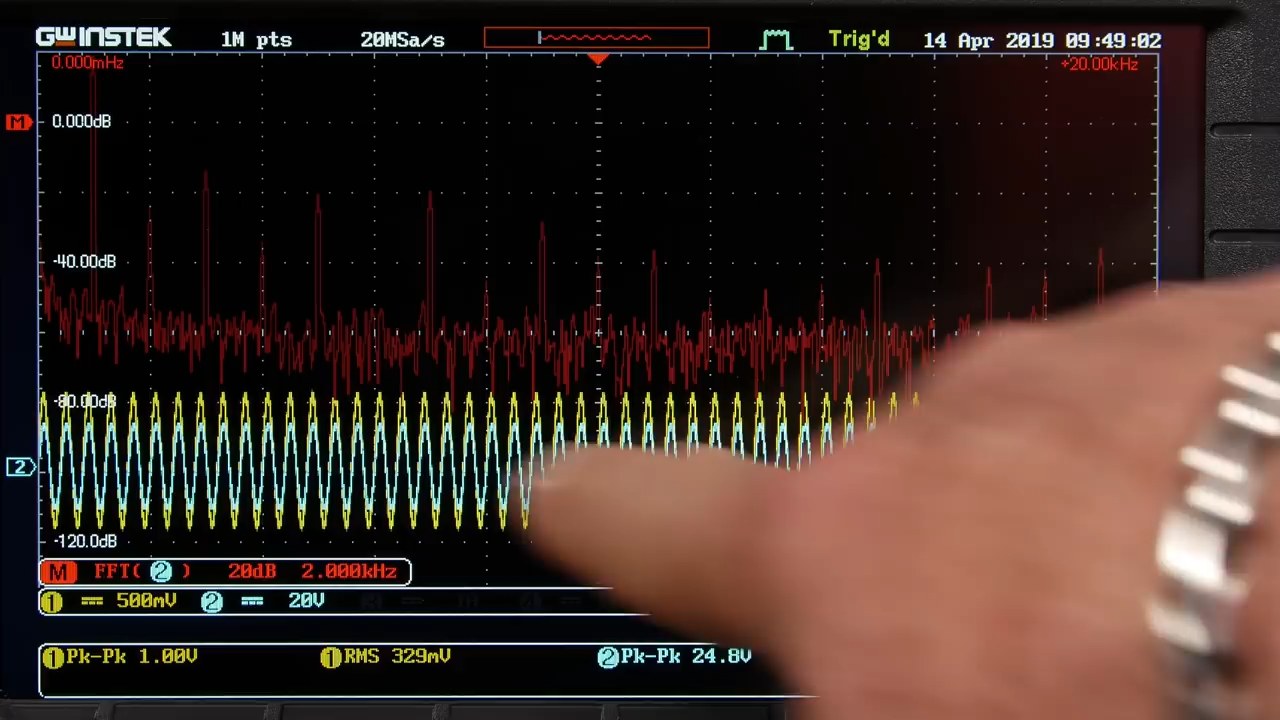 GWINSTEK 1M pts 20MSa/s Trig'd 14 Apr 2019 09:49:02
0.000mHz +20.00kHz
M 0.000dB
-40.00dB
-80.00dB
2
-120.0dB
M FFT( 2 ) 20dB 2.000kHz
1 500mV 2 20V
1 Pk-Pk 1.00V 1 RMS 329mV 2 Pk-Pk 24.8V